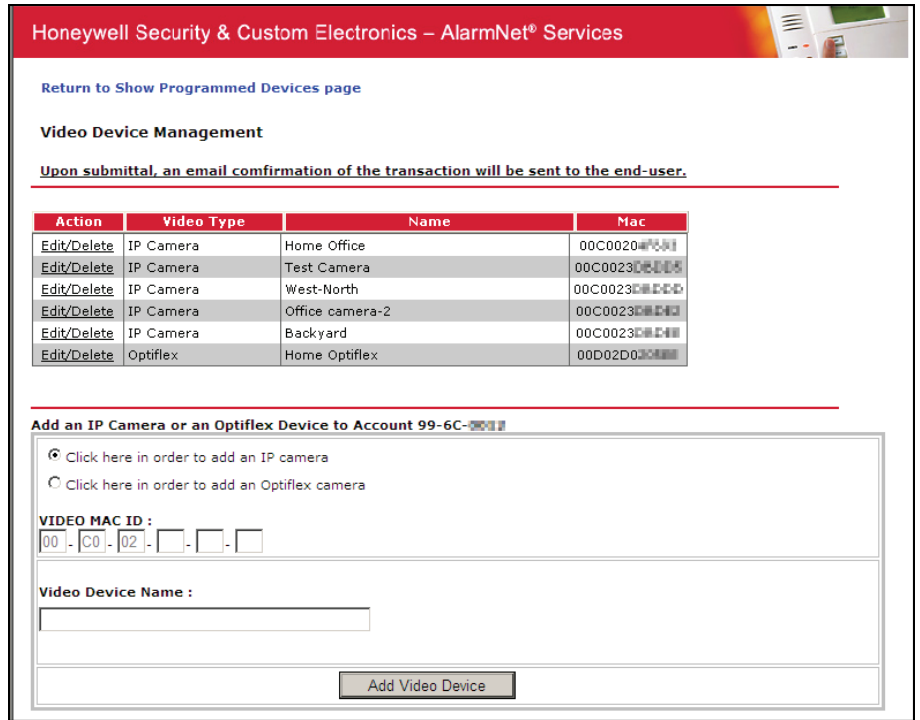 Honeywell Security & Custom Electronics – AlarmNet® Services
Return to Show Programmed Devices page
Video Device Management
Upon submittal, an email comfirmation of the transaction will be sent to the end-user.
Action Video Type Name Mac
Edit/Delete IP Camera Home Office 00C0020
Edit/Delete IP Camera Test Camera 00C0023
Edit/Delete IP Camera West-North 00C0023
Edit/Delete IP Camera Office camera-2 00C0023
Edit/Delete IP Camera Backyard 00C0023
Edit/Delete Optiflex Home Optiflex 00D02D0
Add an IP Camera or an Optiflex Device to Account 99-6C-
Click here in order to add an IP camera
Click here in order to add an Optiflex camera
VIDEO MAC ID :
00 - C0 - 02 - - -
Video Device Name :
Add Video Device